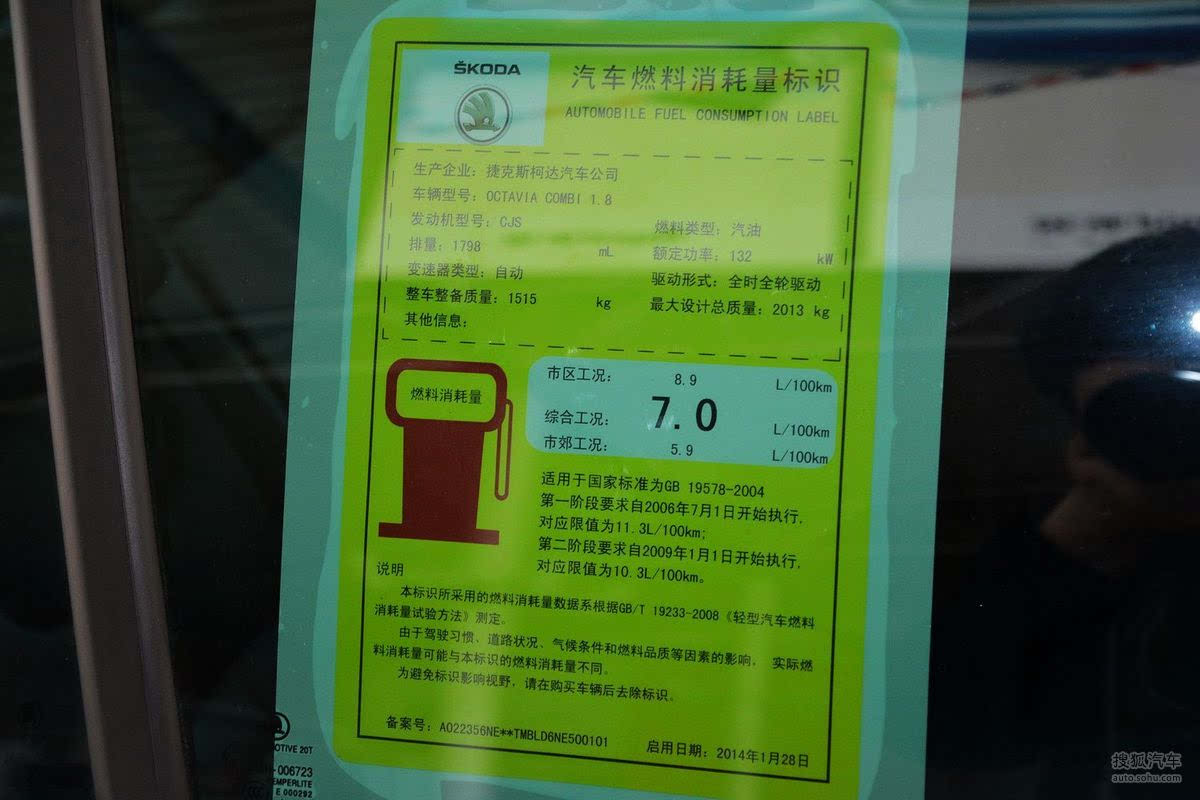 ŠKODA
汽车燃料消耗量标识
AUTOMOBILE FUEL CONSUMPTION LABEL
生产企业：捷克斯柯达汽车公司
车辆型号：OCTAVIA COMBI 1.8
发动机型号：CJS 燃料类型：汽油
排量：1798 mL 额定功率：132 kW
变速器类型：自动 驱动形式：全时全轮驱动
整车整备质量：1515 kg 最大设计总质量：2013 kg
其他信息：
燃料消耗量
市区工况： 8.9 L/100km
综合工况： 7.0 L/100km
市郊工况： 5.9 L/100km
适用于国家标准为GB 19578-2004
第一阶段要求自2006年7月1日开始执行，
对应限值为11.3L/100km；
第二阶段要求自2009年1月1日开始执行，
对应限值为10.3L/100km。
说明
本标识所采用的燃料消耗量数据系根据GB/T 19233-2008《轻型汽车燃料
消耗量试验方法》测定。
由于驾驶习惯、道路状况、气候条件和燃料品质等因素的影响， 实际燃
料消耗量可能与本标识的燃料消耗量不同。
为避免标识影响视野，请在购买车辆后去除标识。
备案号：A022356NE**TMBLD6NE500101 启用日期：2014年1月28日
OTIVE 20T
-006723
EMPERLITE
E 000292
搜狐汽车
auto.sohu.com